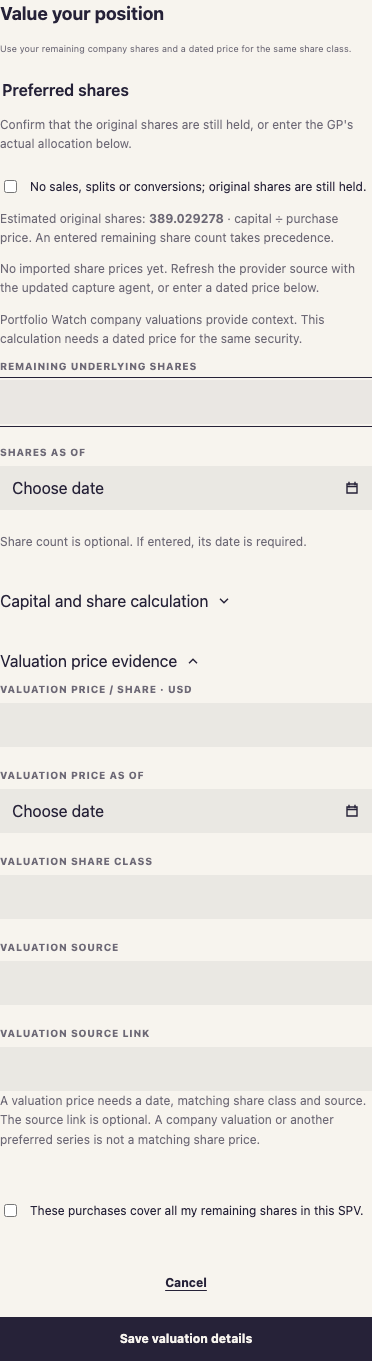 Value your position
Use your remaining company shares and a dated price for the same share class.
Preferred shares
Confirm that the original shares are still held, or enter the GP's
actual allocation below.
No sales, splits or conversions; original shares are still held.
Estimated original shares: 389.029278 · capital ÷ purchase
price. An entered remaining share count takes precedence.
No imported share prices yet. Refresh the provider source with
the updated capture agent, or enter a dated price below.
Portfolio Watch company valuations provide context. This
calculation needs a dated price for the same security.
REMAINING UNDERLYING SHARES
SHARES AS OF
Choose date
Share count is optional. If entered, its date is required.
Capital and share calculation
Valuation price evidence
VALUATION PRICE / SHARE · USD
VALUATION PRICE AS OF
Choose date
VALUATION SHARE CLASS
VALUATION SOURCE
VALUATION SOURCE LINK
A valuation price needs a date, matching share class and source.
The source link is optional. A company valuation or another
preferred series is not a matching share price.
These purchases cover all my remaining shares in this SPV.
Cancel
Save valuation details